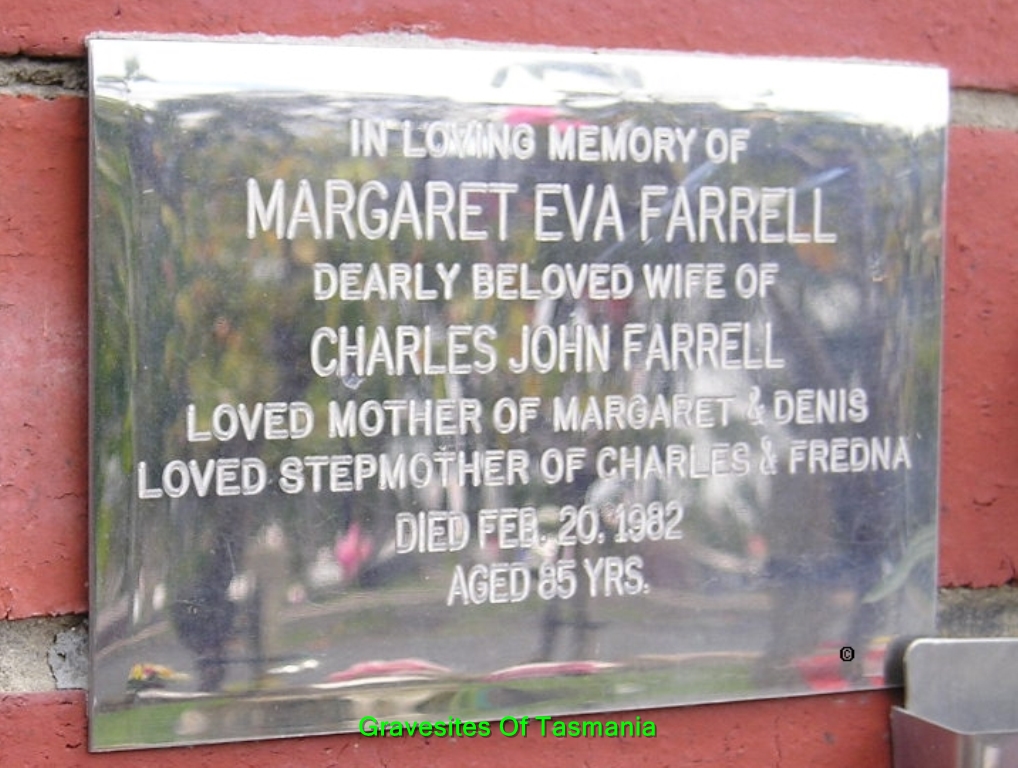 IN LOVING MEMORY OF
MARGARET EVA FARRELL
DEARLY BELOVED WIFE OF
CHARLES JOHN FARRELL
LOVED MOTHER OF MARGARET & DENIS
LOVED STEPMOTHER OF CHARLES & FREDNA
DIED FEB. 20. 1982
AGED 85 YRS.
©
Gravesites Of Tasmania